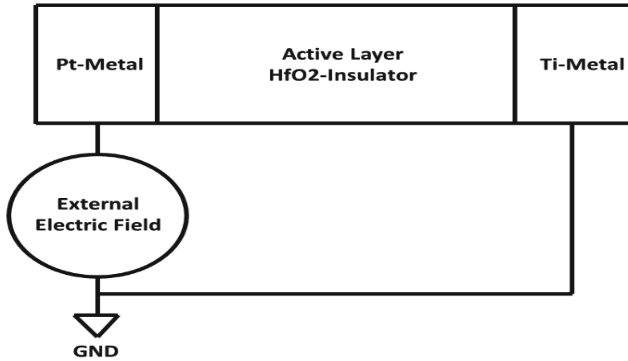 Pt-Metal
Active Layer
HfO2-Insulator
Ti-Metal
External
Electric Field
GND